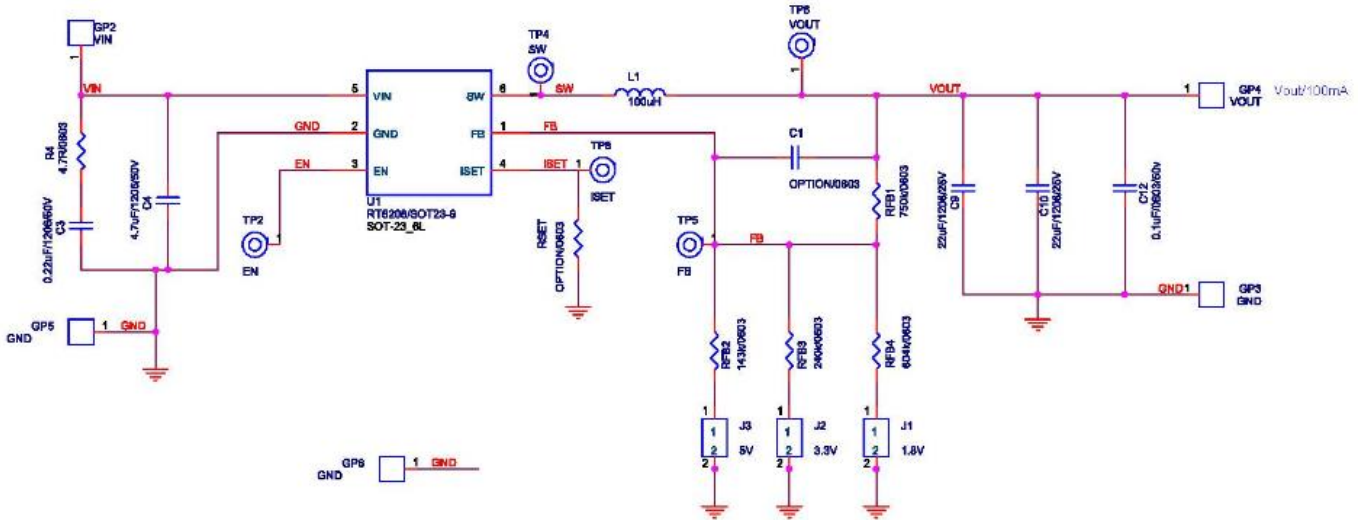 GP2
VIN
1
VIN
R4
4.7R/0603
0.22uF/1206/50V
C3
4.7uF/1206/50V
C4
GND
EN
TP2
1
EN
5
2
3
VIN
GND
EN
SW
FB
ISET
6
1
4
U1
RT6208/SOT23-6
SOT-23_6L
TP4
SW
SW
L1
100uH
FB
ISET
1
TP8
ISET
RSET
OPTION/0603
TP6
VOUT
1
C1
OPTION/0603
RFB1
750k/0603
TP5
1
FB
FB
RFB2
143k/0603
RFB3
240k/0603
RFB4
604k/0603
1
1
2
2
J3
5V
1
1
2
2
J2
3.3V
1
1
2
2
J1
1.8V
VOUT
22uF/1206/25V
C9
22uF/1206/25V
C10
C12
0.1uF/0603/50v
1
GP4
VOUT
Vout/100mA
GND
1
GP3
GND
GP5
GND
1
GND
GP6
GND
1
GND